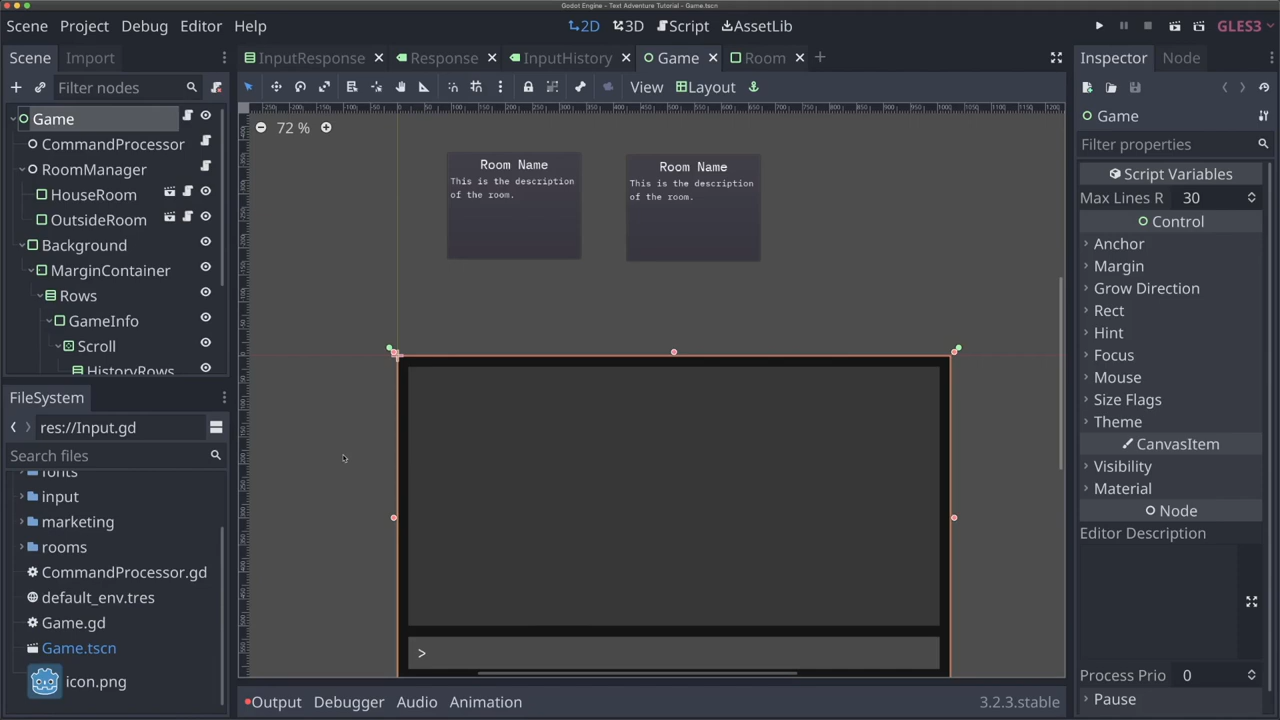 Godot Engine - Text Adventure Tutorial - Game.tscn
Scene Project Debug Editor Help
2D 3D Script AssetLib
GLES3
Scene Import
InputResponse Response InputHistory Game Room
Inspector Node
Filter nodes
View Layout
Game
CommandProcessor
RoomManager
HouseRoom
OutsideRoom
Background
MarginContainer
Rows
GameInfo
Scroll
HistoryRows
FileSystem
res://Input.gd
Search files
fonts
input
marketing
rooms
CommandProcessor.gd
default_env.tres
Game.gd
Game.tscn
icon.png
72 %
Room Name
This is the description
of the room.
Room Name
This is the description
of the room.
>
Output Debugger Audio Animation
3.2.3.stable
Game
Filter properties
Script Variables
Max Lines R 30
Control
Anchor
Margin
Grow Direction
Rect
Hint
Focus
Mouse
Size Flags
Theme
CanvasItem
Visibility
Material
Node
Editor Description
Process Prio 0
Pause